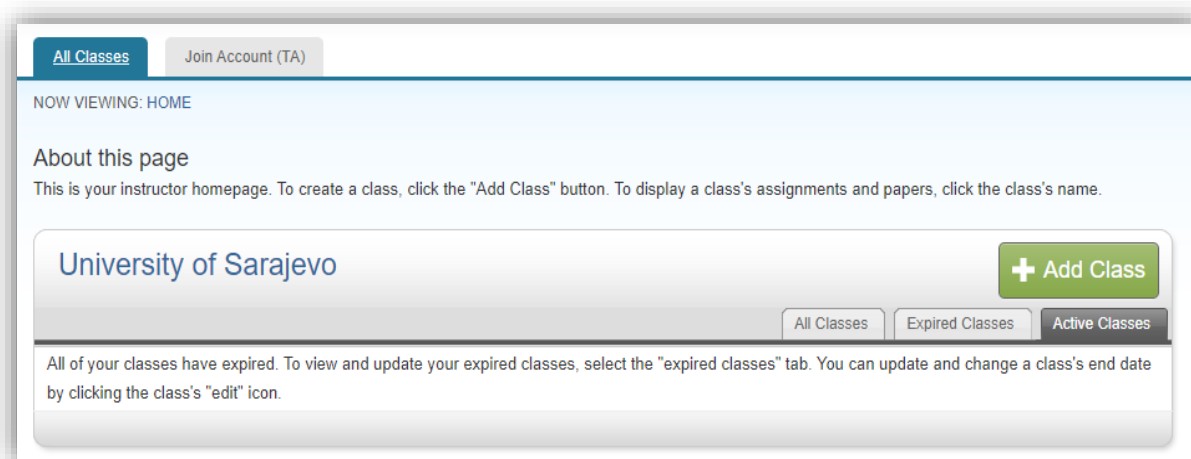 All Classes
Join Account (TA)
NOW VIEWING: HOME
About this page
This is your instructor homepage. To create a class, click the "Add Class" button. To display a class's assignments and papers, click the class's name.
University of Sarajevo
Add Class
All Classes
Expired Classes
Active Classes
All of your classes have expired. To view and update your expired classes, select the "expired classes" tab. You can update and change a class's end date
by clicking the class's "edit" icon.